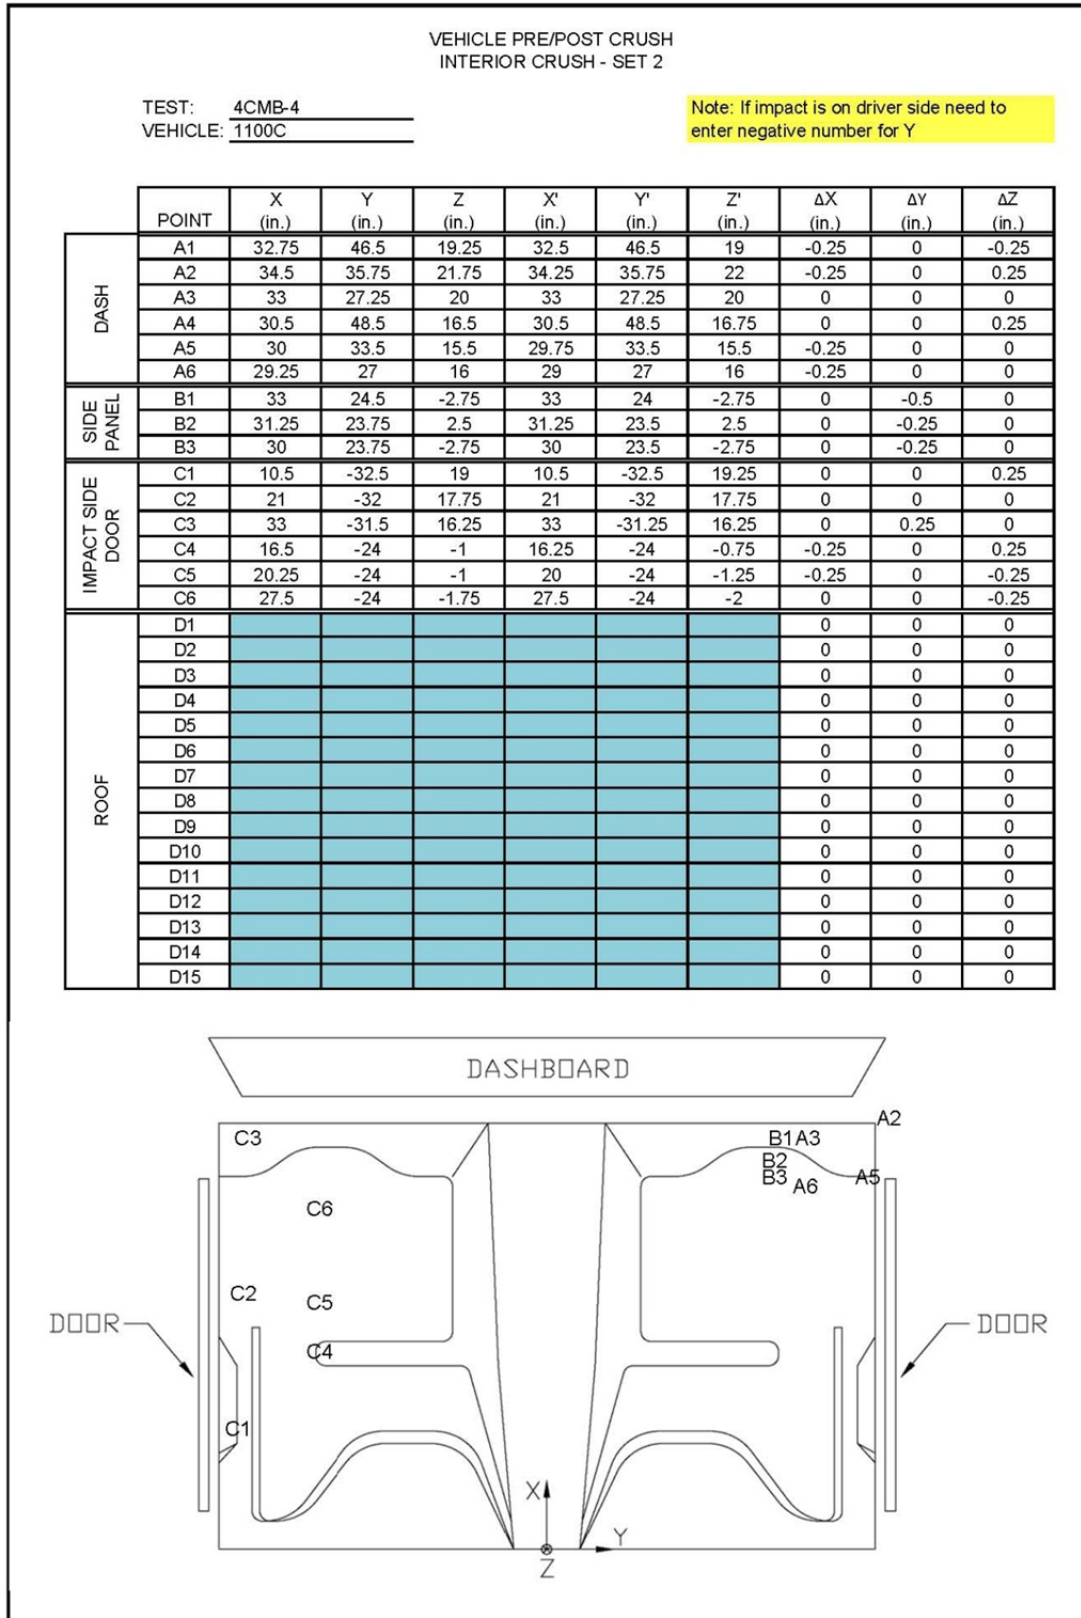 VEHICLE PRE/POST CRUSH
INTERIOR CRUSH - SET 2
TEST: 4CMB-4
VEHICLE: 1100C
Note: If impact is on driver side need to
enter negative number for Y
POINT X (in.) Y (in.) Z (in.) X' (in.) Y' (in.) Z' (in.) ΔX (in.) ΔY (in.) ΔZ (in.)
DASH
A1 32.75 46.5 19.25 32.5 46.5 19 -0.25 0 -0.25
A2 34.5 35.75 21.75 34.25 35.75 22 -0.25 0 0.25
A3 33 27.25 20 33 27.25 20 0 0 0
A4 30.5 48.5 16.5 30.5 48.5 16.75 0 0 0.25
A5 30 33.5 15.5 29.75 33.5 15.5 -0.25 0 0
A6 29.25 27 16 29 27 16 -0.25 0 0
SIDE PANEL
B1 33 24.5 -2.75 33 24 -2.75 0 -0.5 0
B2 31.25 23.75 2.5 31.25 23.5 2.5 0 -0.25 0
B3 30 23.75 -2.75 30 23.5 -2.75 0 -0.25 0
IMPACT SIDE DOOR
C1 10.5 -32.5 19 10.5 -32.5 19.25 0 0 0.25
C2 21 -32 17.75 21 -32 17.75 0 0 0
C3 33 -31.5 16.25 33 -31.25 16.25 0 0.25 0
C4 16.5 -24 -1 16.25 -24 -0.75 -0.25 0 0.25
C5 20.25 -24 -1 20 -24 -1.25 -0.25 0 -0.25
C6 27.5 -24 -1.75 27.5 -24 -2 0 0 -0.25
ROOF
D1 0 0 0
D2 0 0 0
D3 0 0 0
D4 0 0 0
D5 0 0 0
D6 0 0 0
D7 0 0 0
D8 0 0 0
D9 0 0 0
D10 0 0 0
D11 0 0 0
D12 0 0 0
D13 0 0 0
D14 0 0 0
D15 0 0 0
DASHBOARD
A2
C3 B1 A3
B2
B3 A6 A5
C6
C2 C5
DOOR DOOR
C4
C1
X
Y
Z